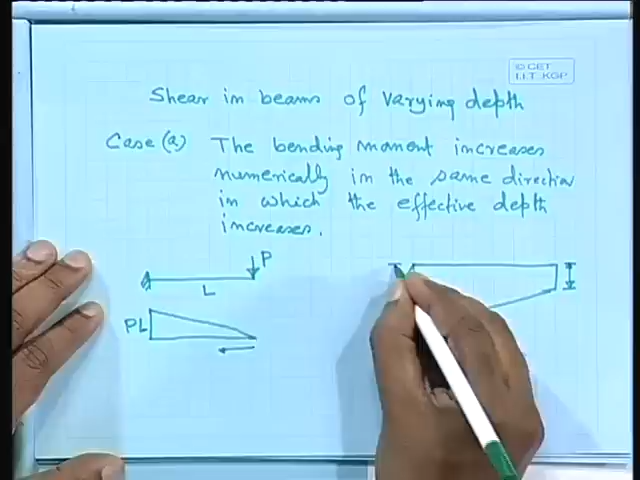 © CET
I.I.T. KGP
Shear in beams of varying depth
Case (a) The bending moment increases
numerically in the same direction
in which the effective depth
increases.
P
L
PL